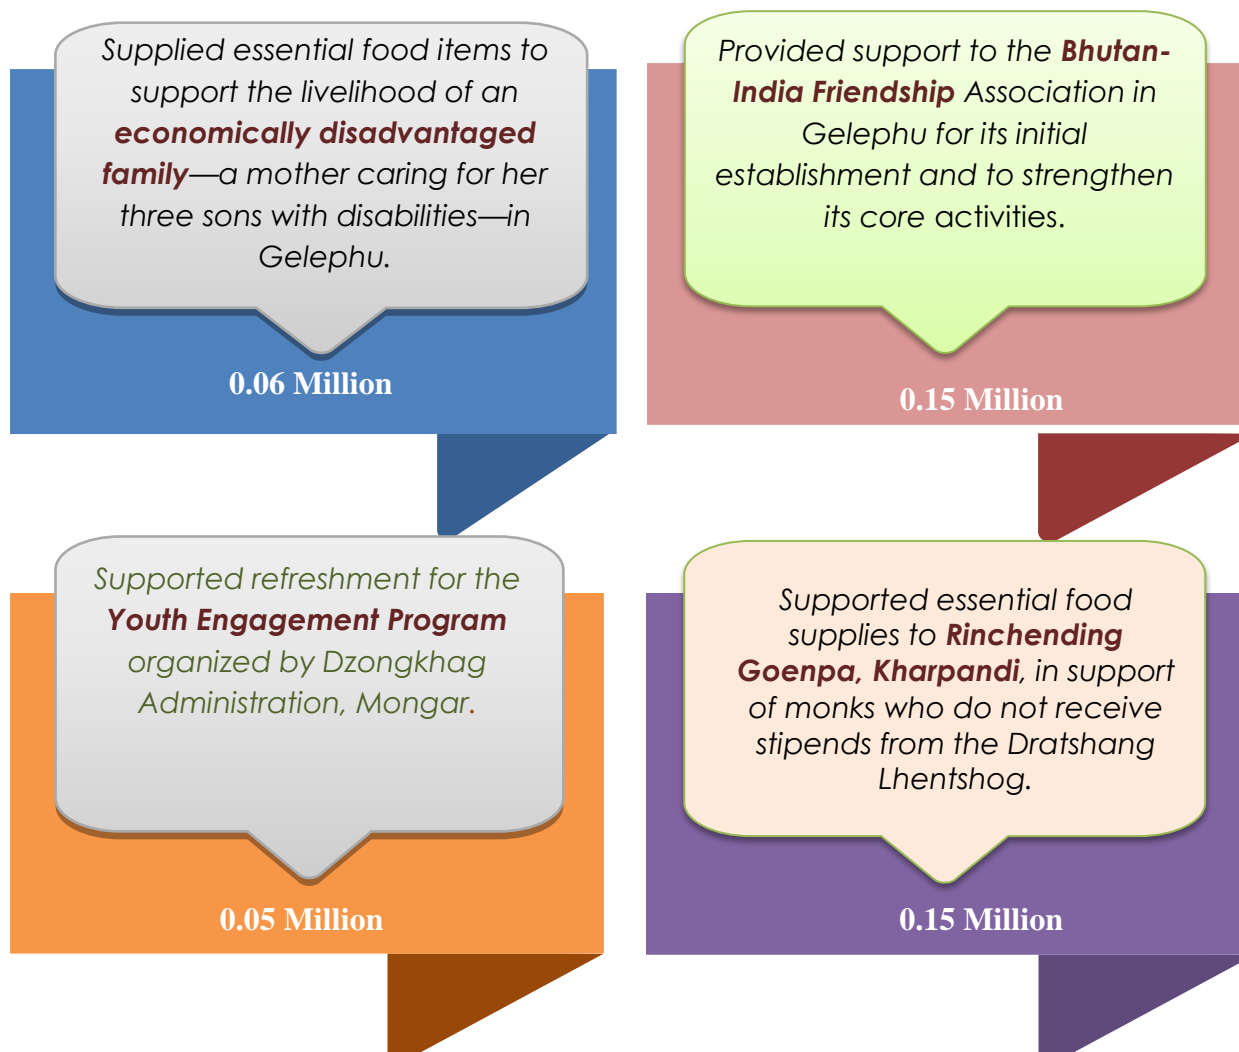 Supplied essential food items to
support the livelihood of an
economically disadvantaged
family—a mother caring for her
three sons with disabilities—in
Gelephu.
0.06 Million
Provided support to the Bhutan-
India Friendship Association in
Gelephu for its initial
establishment and to strengthen
its core activities.
0.15 Million
Supported refreshment for the
Youth Engagement Program
organized by Dzongkhag
Administration, Mongar.
0.05 Million
Supported essential food
supplies to Rinchending
Goenpa, Kharpandi, in support
of monks who do not receive
stipends from the Dratshang
Lhentshog.
0.15 Million